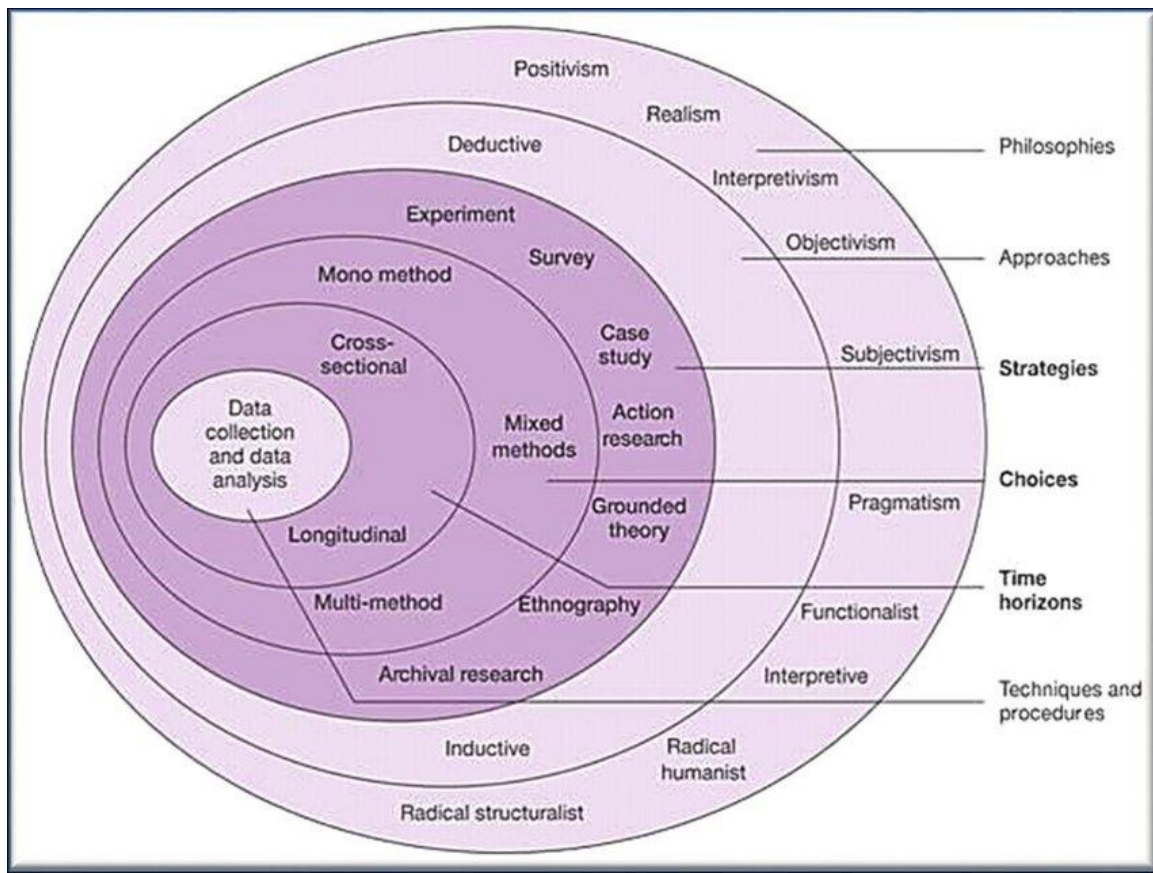 Positivism
Realism
Philosophies
Deductive
Interpretivism
Experiment
Objectivism
Survey
Approaches
Mono method
Cross-
sectional
Case
study
Subjectivism
Strategies
Data
collection
and data
analysis
Mixed
methods
Action
research
Choices
Grounded
theory
Pragmatism
Longitudinal
Time
horizons
Multi-method
Ethnography
Functionalist
Archival research
Interpretive
Techniques and
procedures
Inductive
Radical
humanist
Radical structuralist